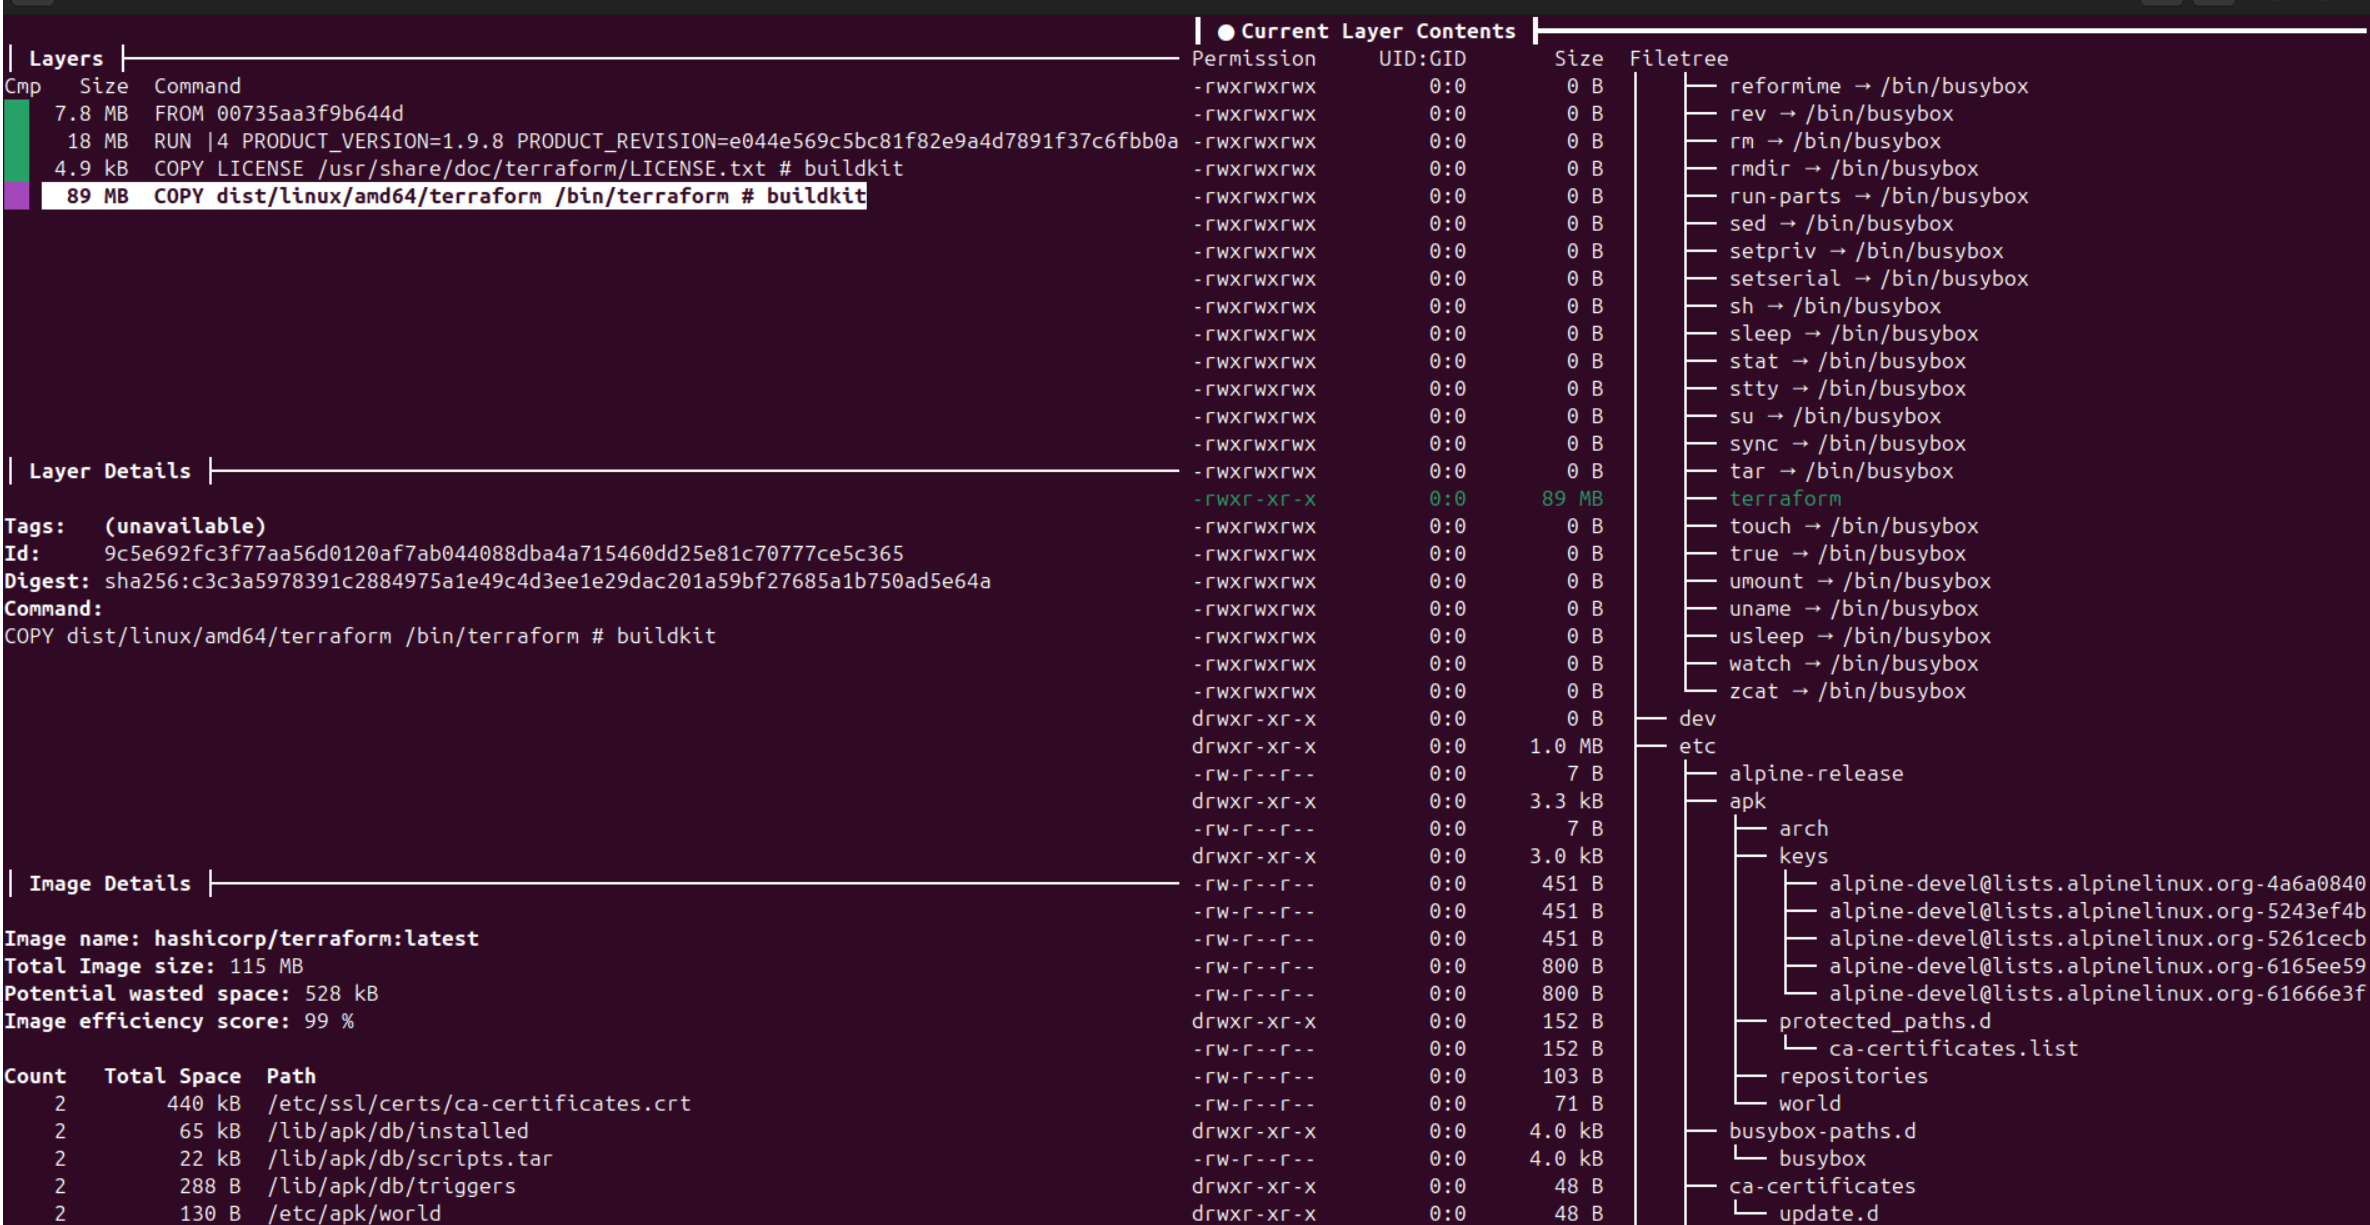 Layers
Cmp Size Command
7.8 MB FROM 00735aa3f9b644d
18 MB RUN |4 PRODUCT_VERSION=1.9.8 PRODUCT_REVISION=e044e569c5bc81f82e9a4d7891f37c6fbb0a
4.9 kB COPY LICENSE /usr/share/doc/terraform/LICENSE.txt # buildkit
89 MB COPY dist/linux/amd64/terraform /bin/terraform # buildkit
Layer Details
Tags: (unavailable)
Id: 9c5e692fc3f77aa56d0120af7ab044088dba4a715460dd25e81c70777ce5c365
Digest: sha256:c3c3a5978391c2884975a1e49c4d3ee1e29dac201a59bf27685a1b750ad5e64a
Command:
COPY dist/linux/amd64/terraform /bin/terraform # buildkit
Image Details
Image name: hashicorp/terraform:latest
Total Image size: 115 MB
Potential wasted space: 528 kB
Image efficiency score: 99 %
Count Total Space Path
2 440 kB /etc/ssl/certs/ca-certificates.crt
2 65 kB /lib/apk/db/installed
2 22 kB /lib/apk/db/scripts.tar
2 288 B /lib/apk/db/triggers
2 130 B /etc/apk/world
● Current Layer Contents
Permission UID:GID Size Filetree
-rwxrwxrwx 0:0 0 B reformime → /bin/busybox
-rwxrwxrwx 0:0 0 B rev → /bin/busybox
-rwxrwxrwx 0:0 0 B rm → /bin/busybox
-rwxrwxrwx 0:0 0 B rmdir → /bin/busybox
-rwxrwxrwx 0:0 0 B run-parts → /bin/busybox
-rwxrwxrwx 0:0 0 B sed → /bin/busybox
-rwxrwxrwx 0:0 0 B setpriv → /bin/busybox
-rwxrwxrwx 0:0 0 B setserial → /bin/busybox
-rwxrwxrwx 0:0 0 B sh → /bin/busybox
-rwxrwxrwx 0:0 0 B sleep → /bin/busybox
-rwxrwxrwx 0:0 0 B stat → /bin/busybox
-rwxrwxrwx 0:0 0 B stty → /bin/busybox
-rwxrwxrwx 0:0 0 B su → /bin/busybox
-rwxrwxrwx 0:0 0 B sync → /bin/busybox
-rwxrwxrwx 0:0 0 B tar → /bin/busybox
-rwxr-xr-x 0:0 89 MB terraform
-rwxrwxrwx 0:0 0 B touch → /bin/busybox
-rwxrwxrwx 0:0 0 B true → /bin/busybox
-rwxrwxrwx 0:0 0 B umount → /bin/busybox
-rwxrwxrwx 0:0 0 B uname → /bin/busybox
-rwxrwxrwx 0:0 0 B usleep → /bin/busybox
-rwxrwxrwx 0:0 0 B watch → /bin/busybox
-rwxrwxrwx 0:0 0 B zcat → /bin/busybox
drwxr-xr-x 0:0 0 B dev
drwxr-xr-x 0:0 1.0 MB etc
-rw-r--r-- 0:0 7 B alpine-release
drwxr-xr-x 0:0 3.3 kB apk
-rw-r--r-- 0:0 7 B arch
drwxr-xr-x 0:0 3.0 kB keys
-rw-r--r-- 0:0 451 B alpine-devel@lists.alpinelinux.org-4a6a0840
-rw-r--r-- 0:0 451 B alpine-devel@lists.alpinelinux.org-5243ef4b
-rw-r--r-- 0:0 451 B alpine-devel@lists.alpinelinux.org-5261cecb
-rw-r--r-- 0:0 800 B alpine-devel@lists.alpinelinux.org-6165ee59
-rw-r--r-- 0:0 800 B alpine-devel@lists.alpinelinux.org-61666e3f
drwxr-xr-x 0:0 152 B protected_paths.d
-rw-r--r-- 0:0 152 B ca-certificates.list
-rw-r--r-- 0:0 103 B repositories
-rw-r--r-- 0:0 71 B world
drwxr-xr-x 0:0 4.0 kB busybox-paths.d
-rw-r--r-- 0:0 4.0 kB busybox
drwxr-xr-x 0:0 48 B ca-certificates
drwxr-xr-x 0:0 48 B update.d